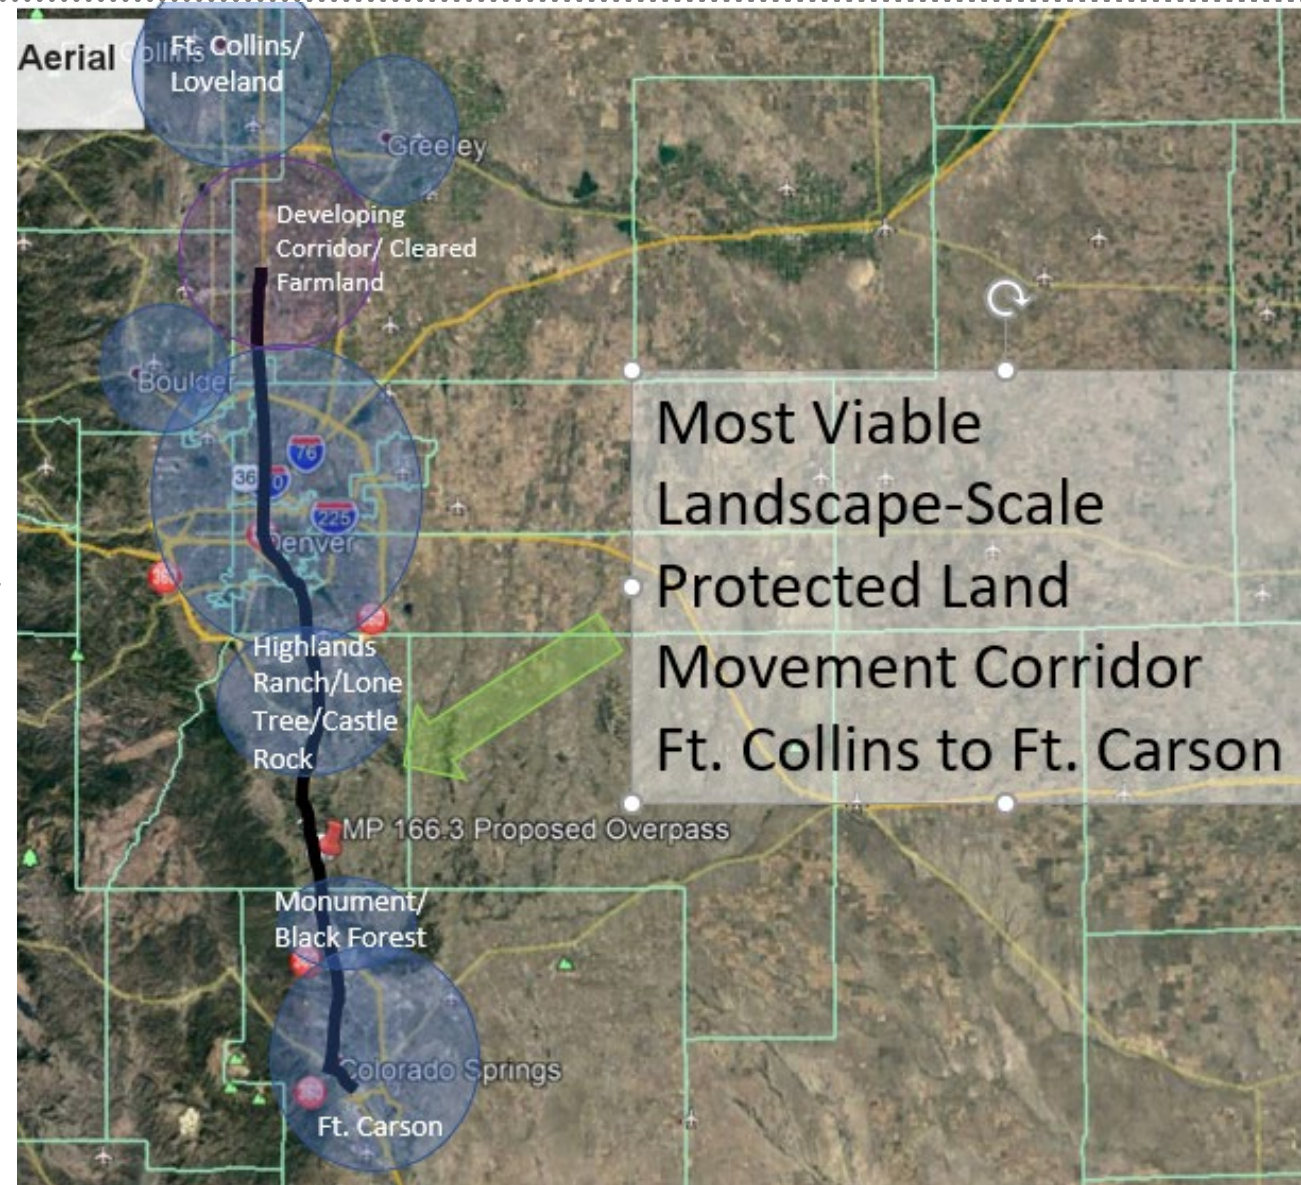 Aerial
Collins
Ft. Collins/
Loveland
Greeley
Developing
Corridor/ Cleared
Farmland
Boulder
76
36
0
225
Denver
Most Viable
Landscape-Scale
Protected Land
Movement Corridor
Ft. Collins to Ft. Carson
Highlands
Ranch/Lone
Tree/Castle
Rock
MP 166.3 Proposed Overpass
Monument/
Black Forest
Colorado Springs
Ft. Carson